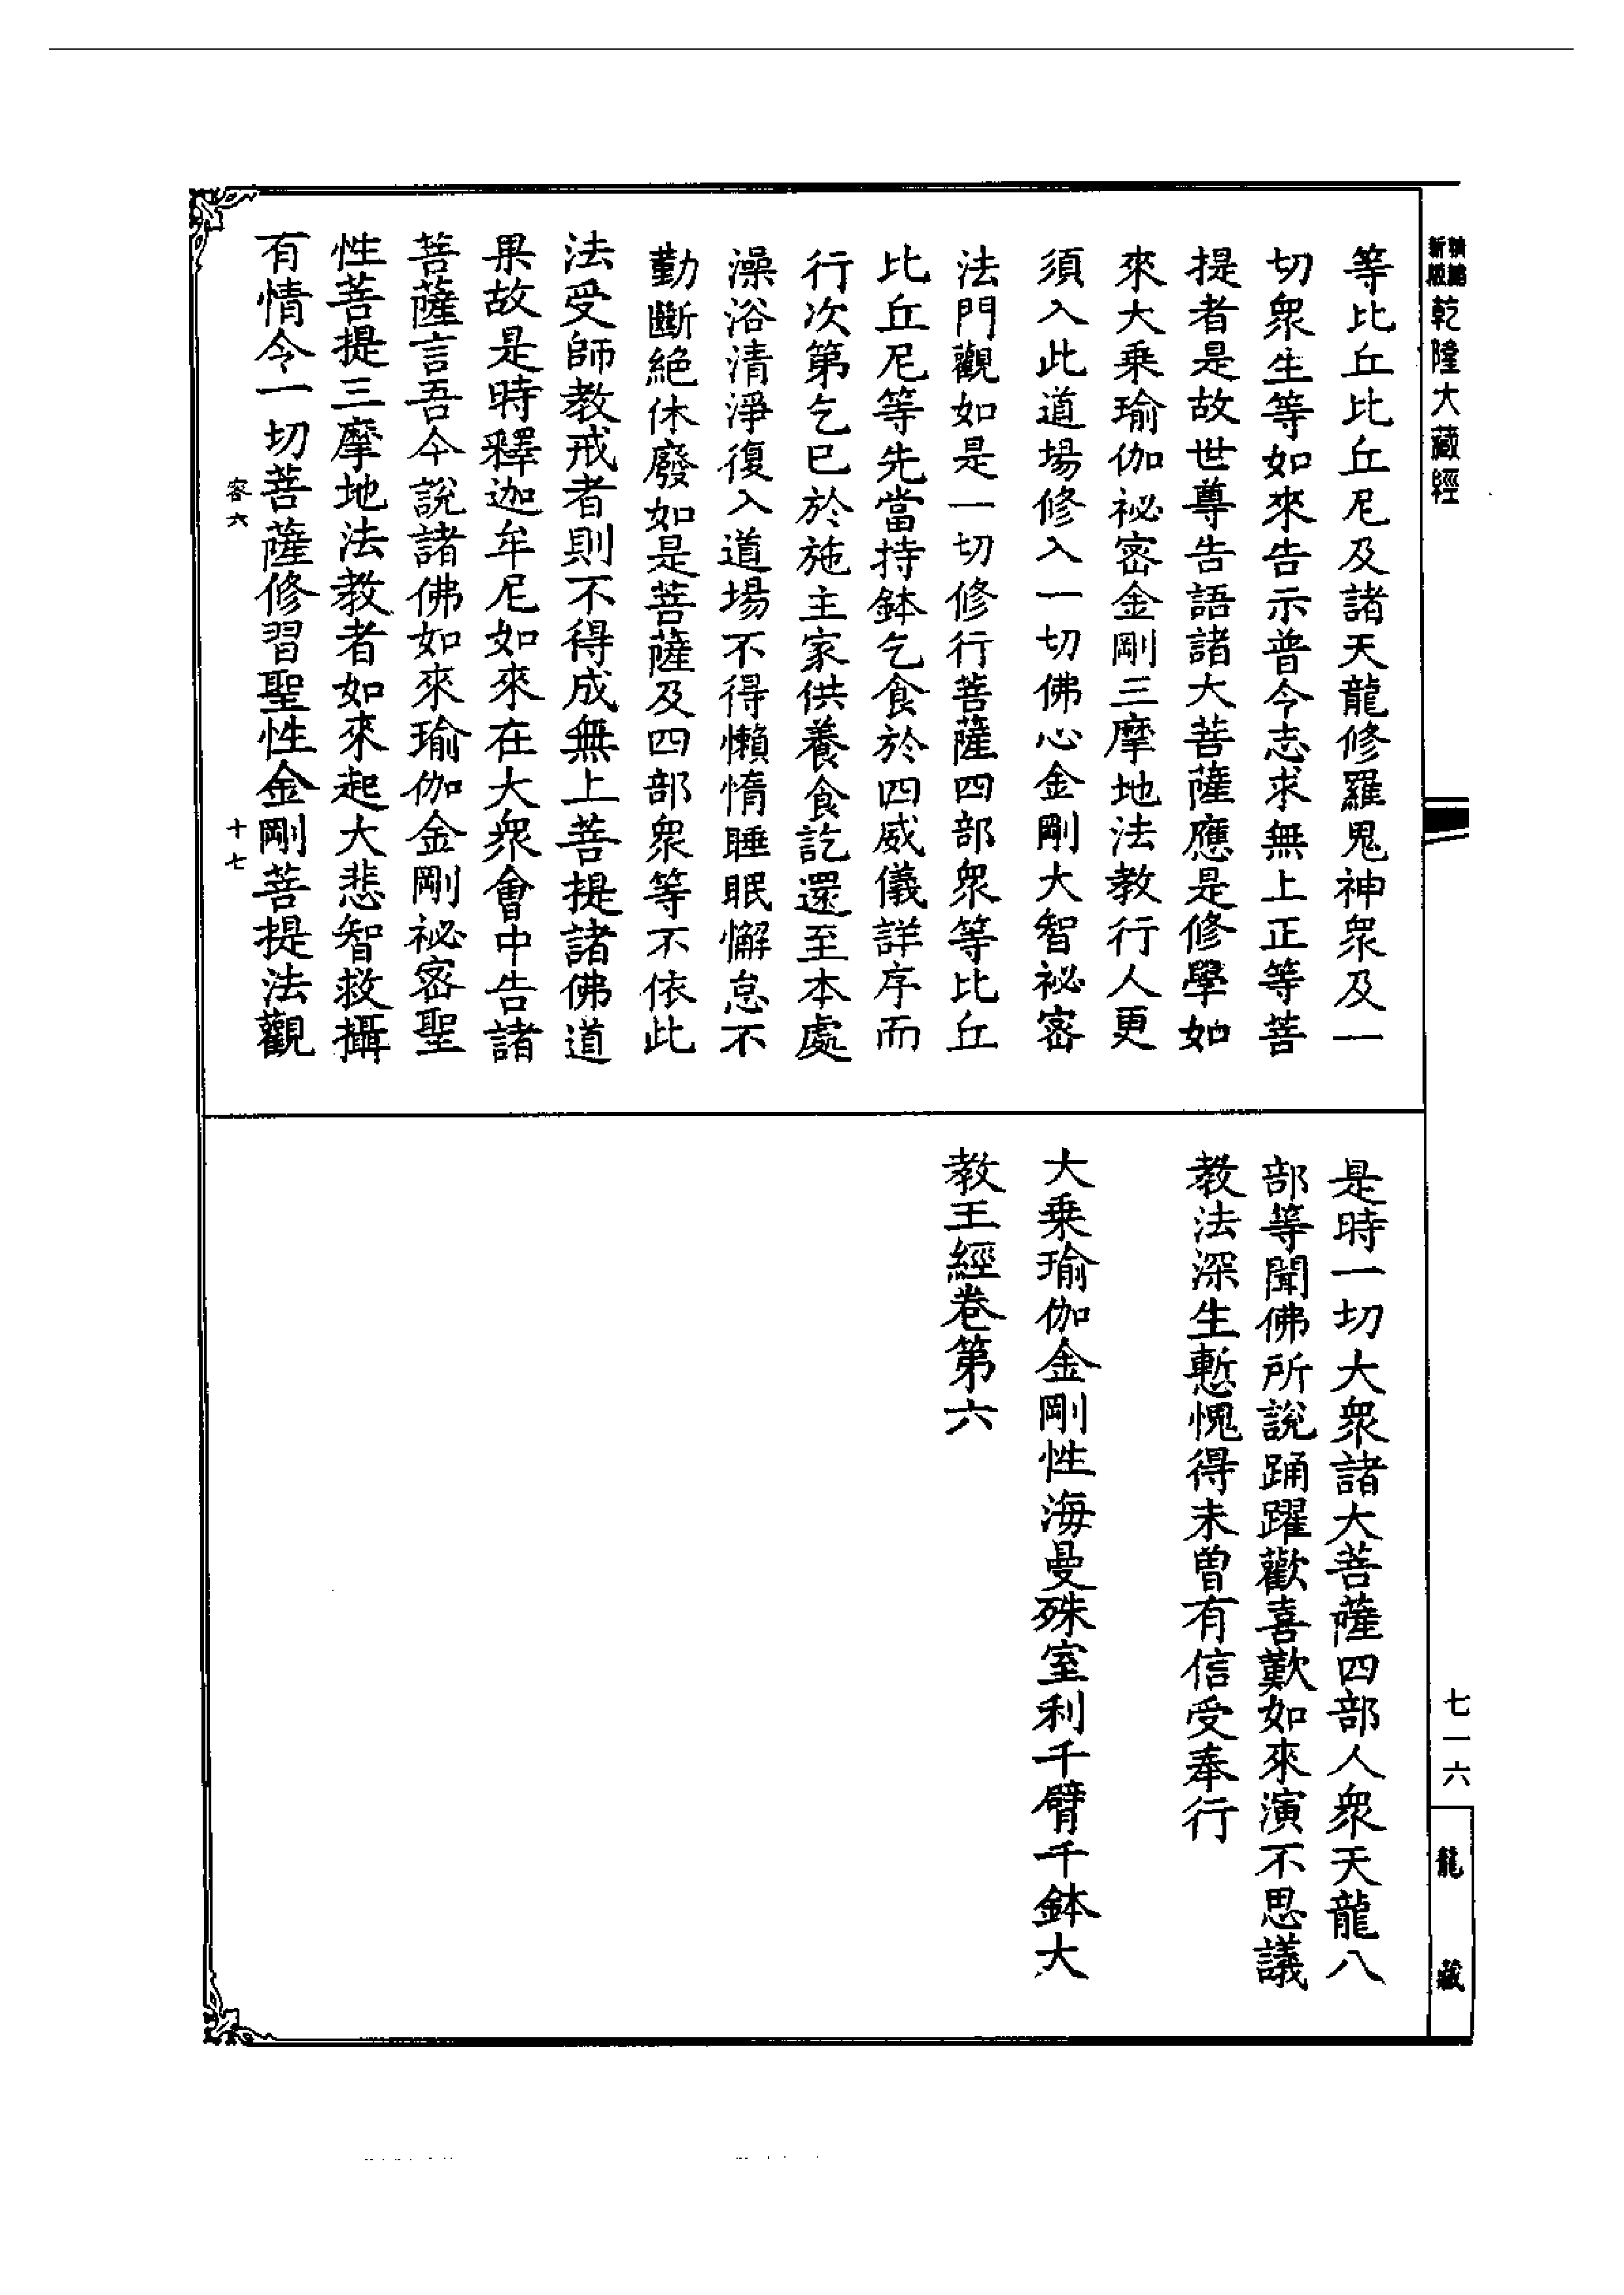 新版
精縮
乾隆大藏經
等比丘比丘尼及諸天龍修羅鬼神眾及一
切眾生等如來告示普令志求無上正等菩
提者是故世尊告語諸大菩薩應是修學如
來大乘瑜伽祕密金剛三摩地法教行人更
須入此道場修入一切佛心金剛大智祕密
法門觀如是一切修行菩薩四部眾等比丘
比丘尼等先當持鉢乞食於四威儀詳序而
行次第乞已於施主家供養食訖還至本處
澡浴清淨復入道場不得懶惰睡眠懈怠不
勤斷絕休廢如是菩薩及四部眾等不依此
法受師教戒者則不得成無上菩提諸佛道
果故是時釋迦牟尼如來在大眾會中告諸
菩薩言吾今說諸佛如來瑜伽金剛祕密聖
性菩提三摩地法教者如來起大悲智救攝
有情令一切菩薩修習聖性金剛菩提法觀
容六
十七
是時一切大眾諸大菩薩四部人眾天龍八
部等聞佛所說踊躍歡喜歎如來演不思議
教法深生慙愧得未曾有信受奉行
大乘瑜伽金剛性海曼殊室利千臂千鉢大
教王經卷第六
七一六
龍藏